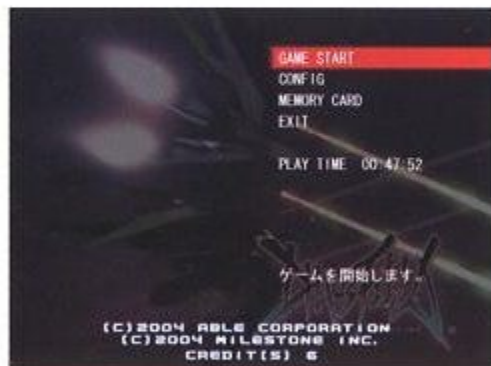 GAME START
CONFIG
MEMORY CARD
EXIT
PLAY TIME 00:47:52
ゲームを開始します。
(C)2004 ABLE CORPORATION
(C)2004 MILESTONE INC.
CREDIT(S) 6